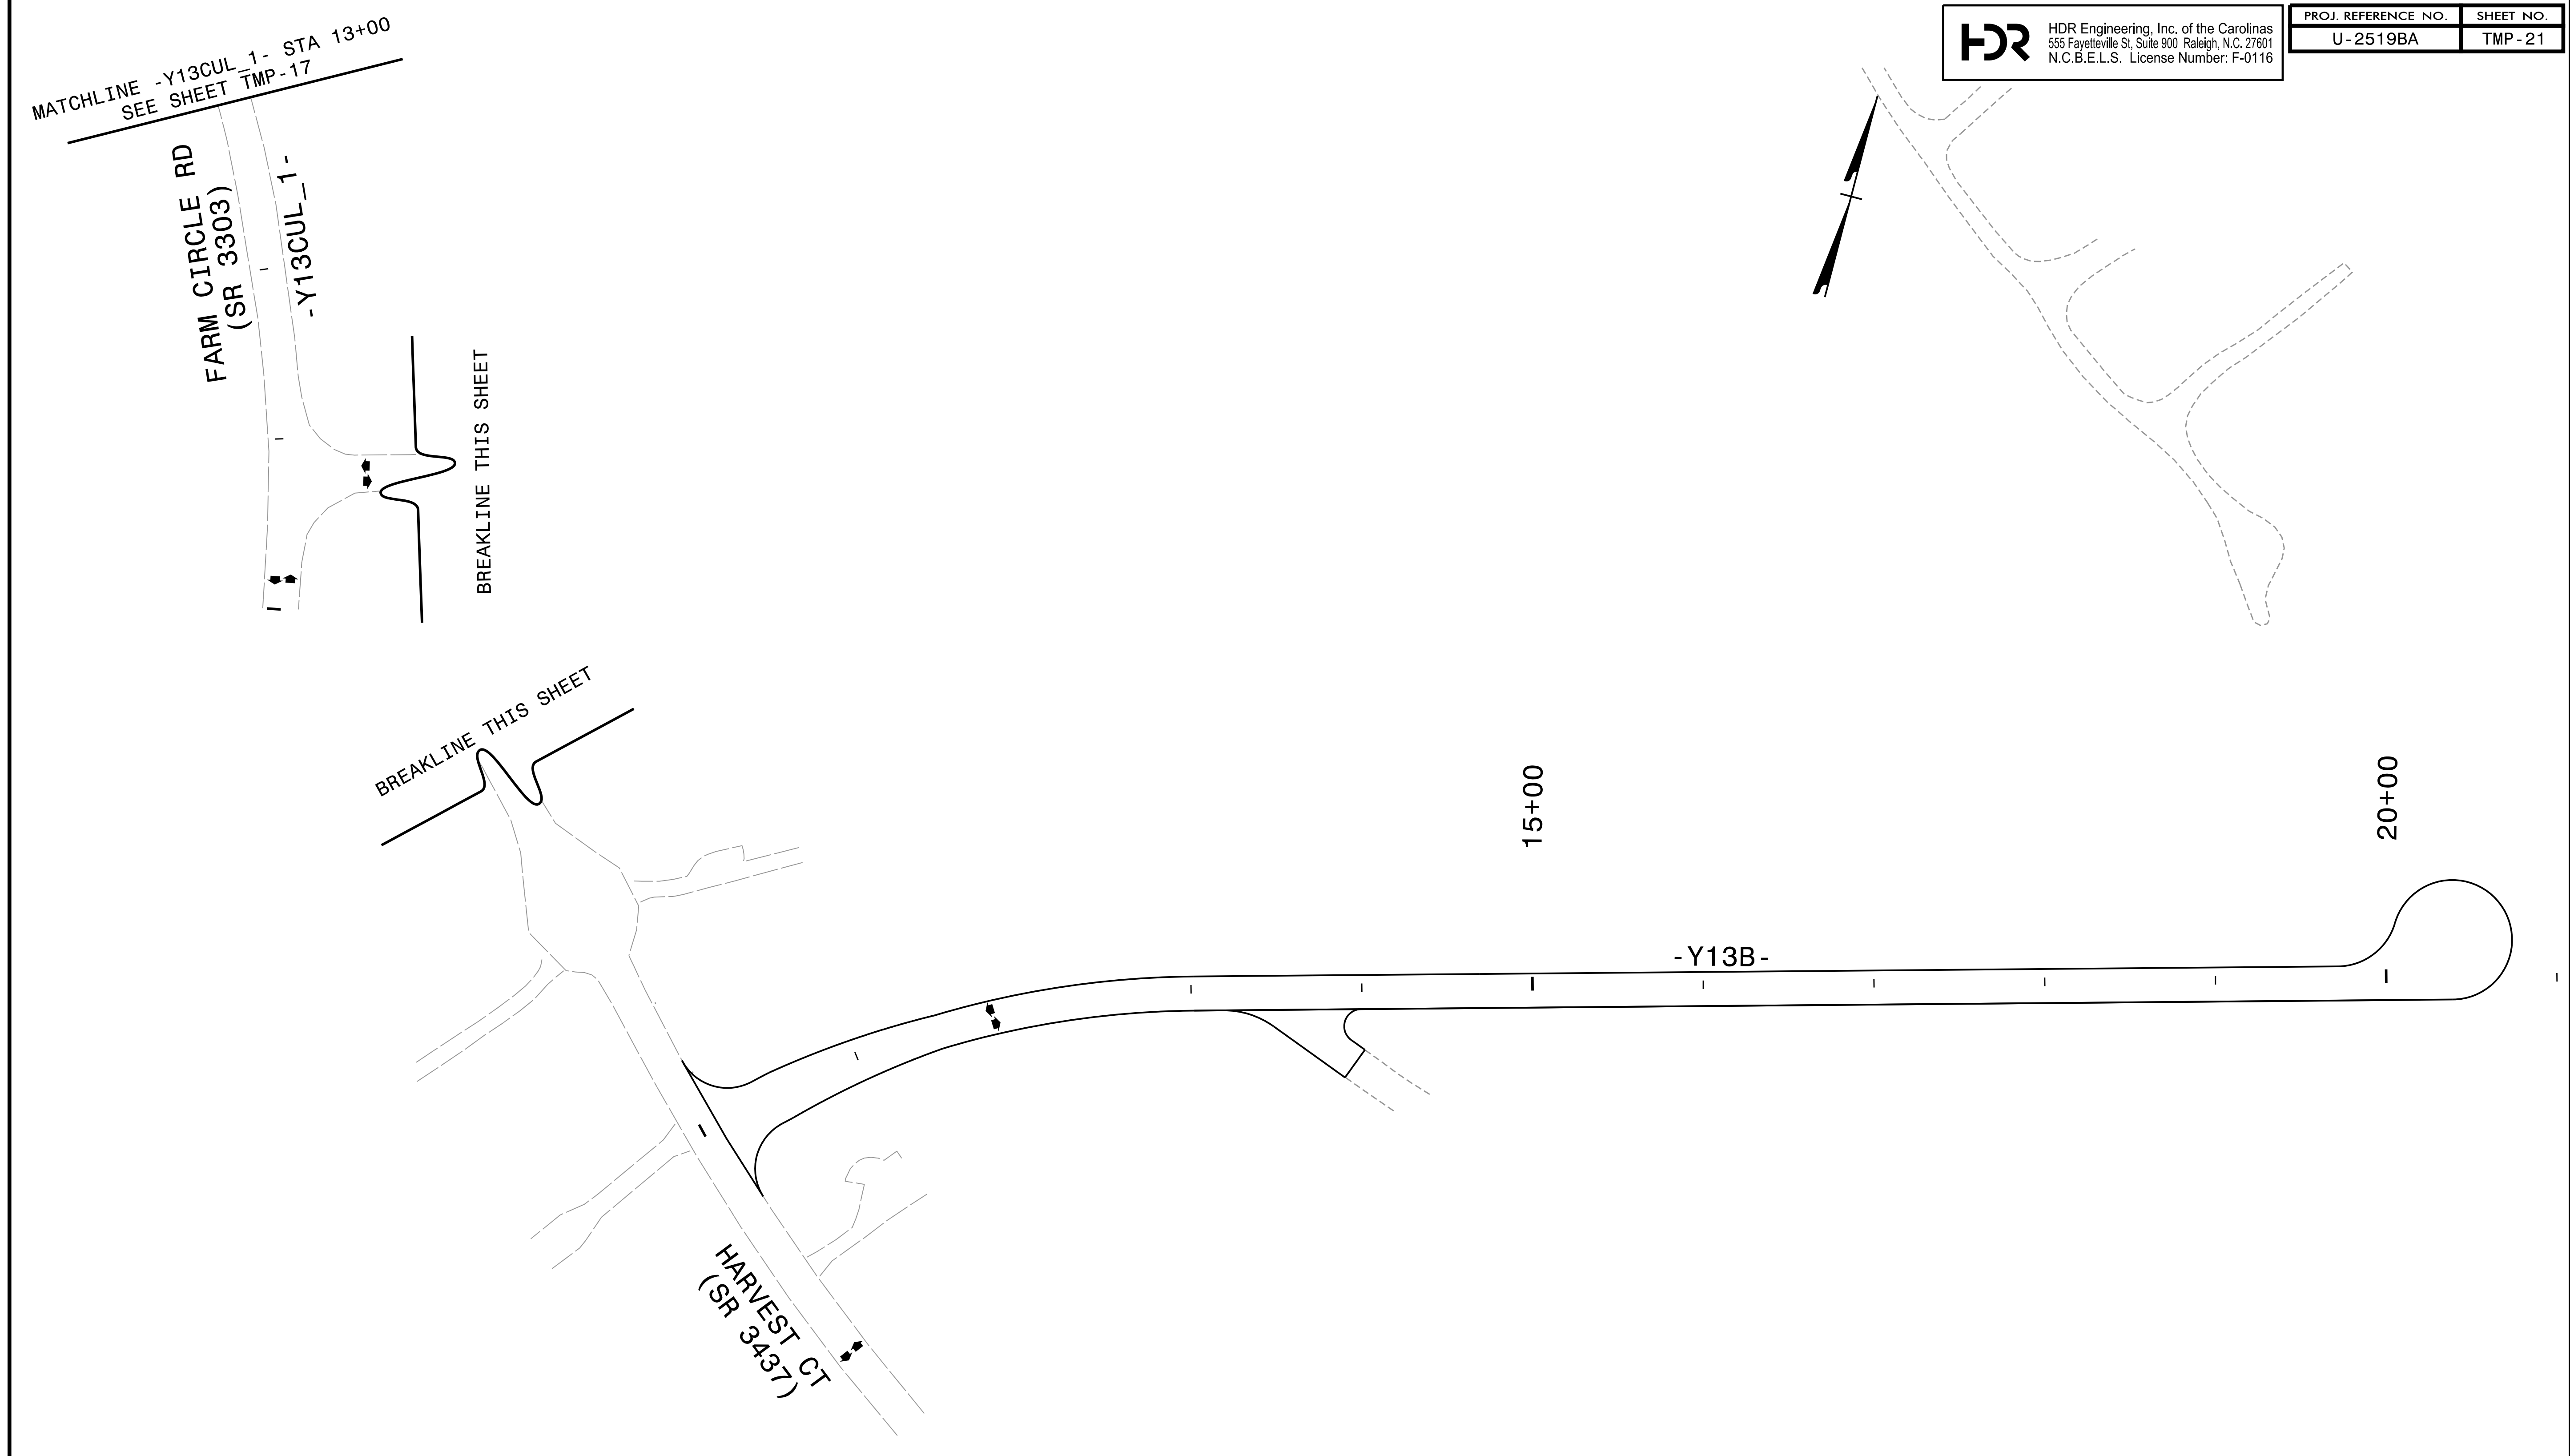 HDR
HDR Engineering, Inc. of the Carolinas
555 Fayetteville St, Suite 900 Raleigh, N.C. 27601
N.C.B.E.L.S. License Number: F-0116
PROJ. REFERENCE NO. SHEET NO.
U-2519BA TMP-21
MATCHLINE -Y13CUL_1- STA 13+00
SEE SHEET TMP-17
FARM CIRCLE RD
(SR 3303)
-Y13CUL_1-
BREAKLINE THIS SHEET
BREAKLINE THIS SHEET
15+00
20+00
-Y13B-
HARVEST CT
(SR 3437)